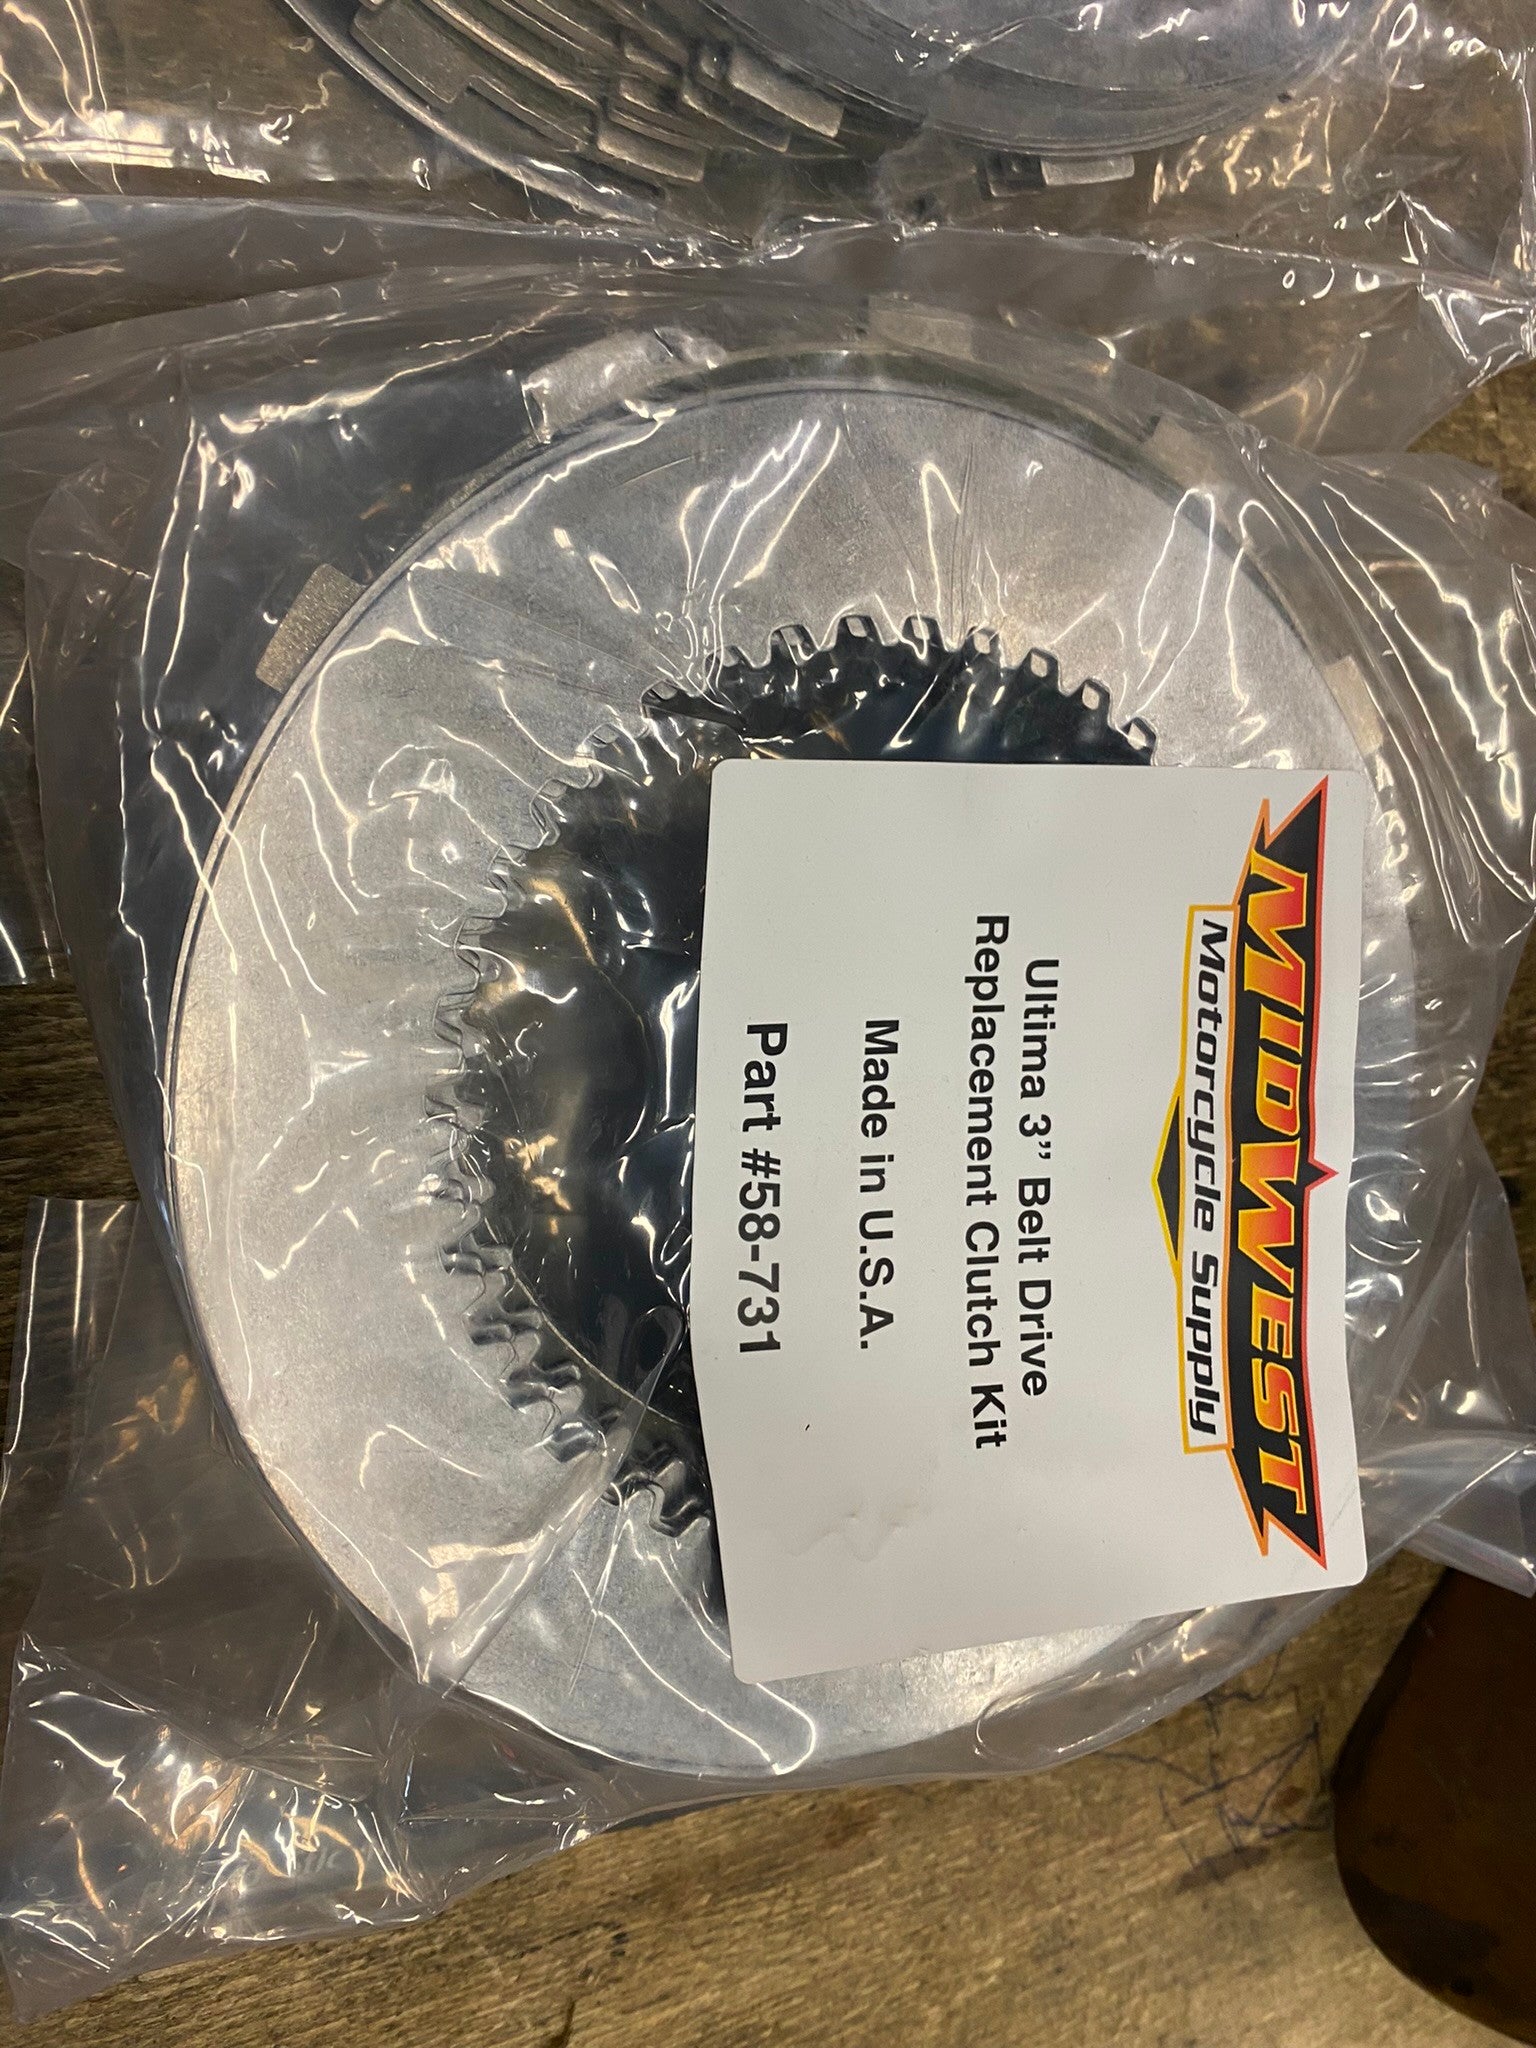 MIDWEST
Motorcycle Supply
Ultima 3” Belt Drive
Replacement Clutch Kit
Made in U.S.A.
Part #58-731